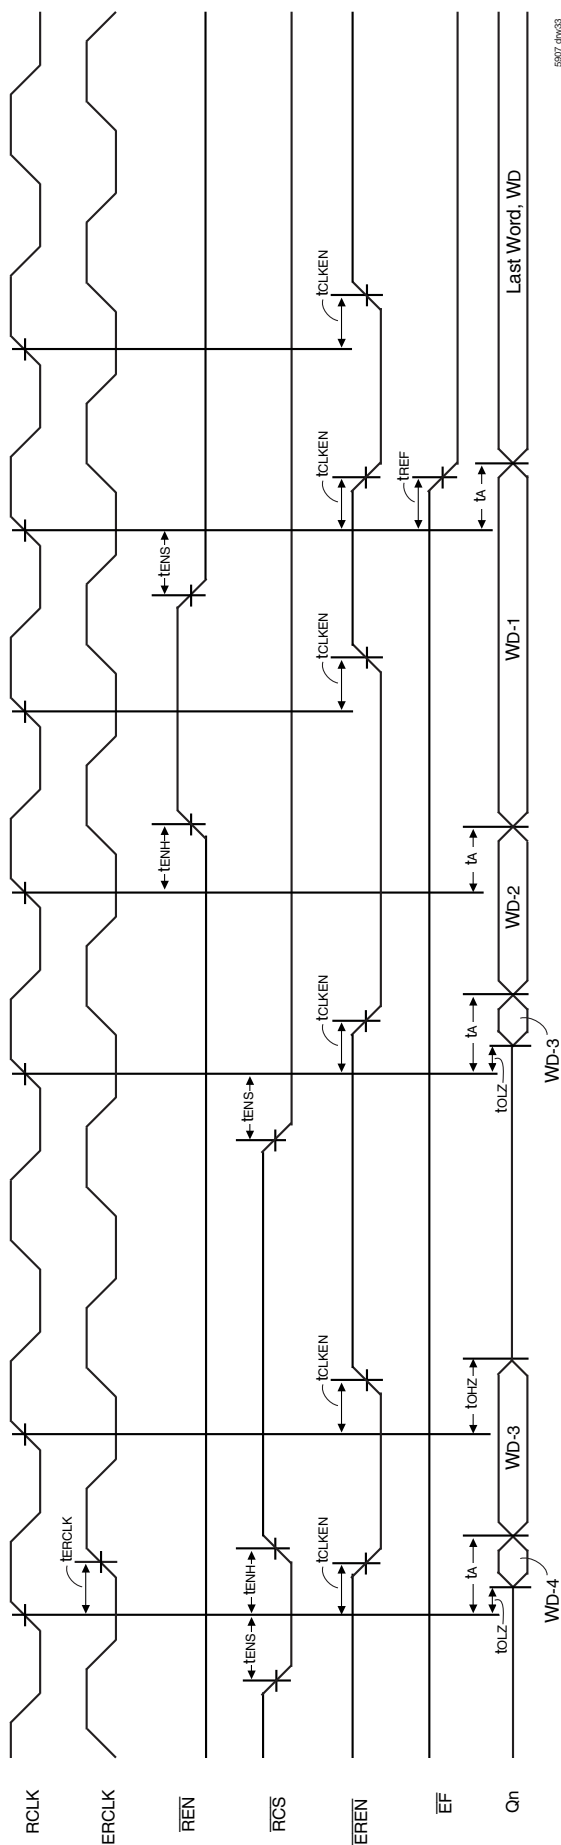 RCLK
ERCLK
tERCLK
REN
tENH
tENS
RCS
tENS
tENH
tENS
EREN
tCLKEN
tCLKEN
tCLKEN
tCLKEN
tCLKEN
tCLKEN
EF
tREF
Qn
tOLZ
tA
tOHZ
tOLZ
tA
tA
tA
WD-4
WD-3
WD-3
WD-2
WD-1
Last Word, WD
5907 drw33